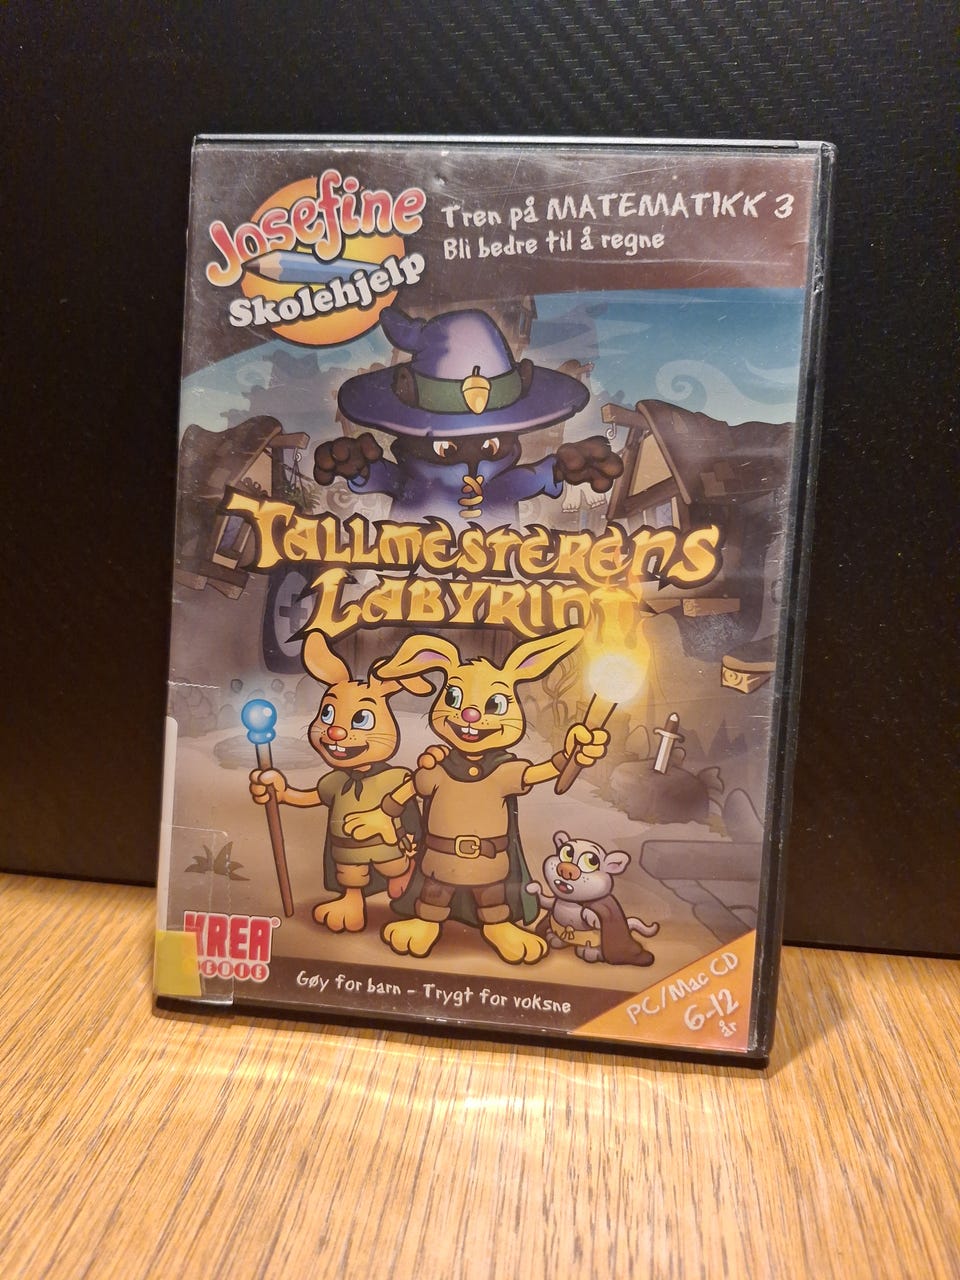 Josefine
Skolehjelp
Tren på MATEMATIKK 3
Bli bedre til å regne
TALLMESTERENS
LABYRINT
KREA
MEDIE
Gøy for barn - Trygt for voksne
PC/Mac CD
6-12
år